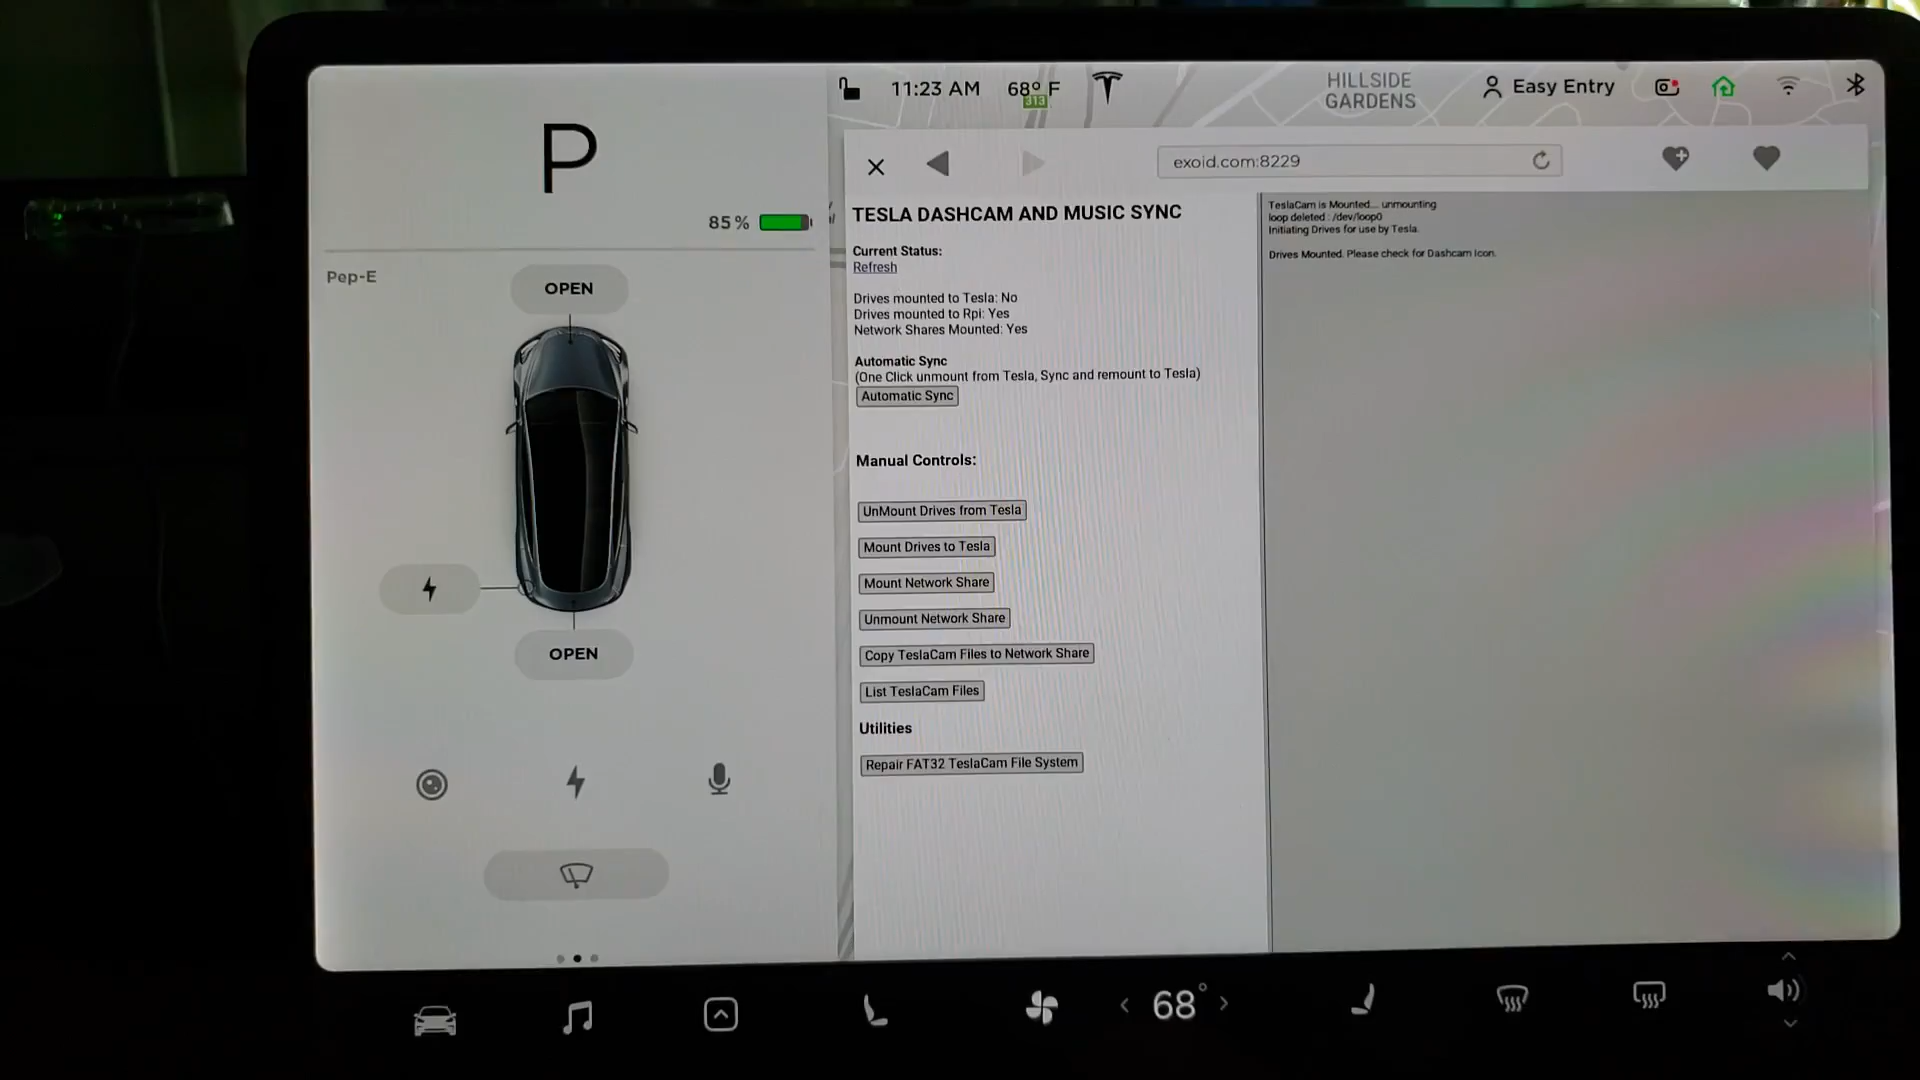 P
85 %
Pep-E
OPEN
OPEN
11:23 AM
68° F
313
HILLSIDE
GARDENS
Easy Entry
exoid.com:8229
TESLA DASHCAM AND MUSIC SYNC
Current Status:
Refresh
Drives mounted to Tesla: No
Drives mounted to Rpi: Yes
Network Shares Mounted: Yes
Automatic Sync
(One Click unmount from Tesla, Sync and remount to Tesla)
Automatic Sync
Manual Controls:
UnMount Drives from Tesla
Mount Drives to Tesla
Mount Network Share
Unmount Network Share
Copy TeslaCam Files to Network Share
List TeslaCam Files
Utilities
Repair FAT32 TeslaCam File System
TeslaCam is Mounted... unmounting
loop deleted : /dev/loop0
Initiating Drives for use by Tesla.
Drives Mounted. Please check for Dashcam Icon.
68°